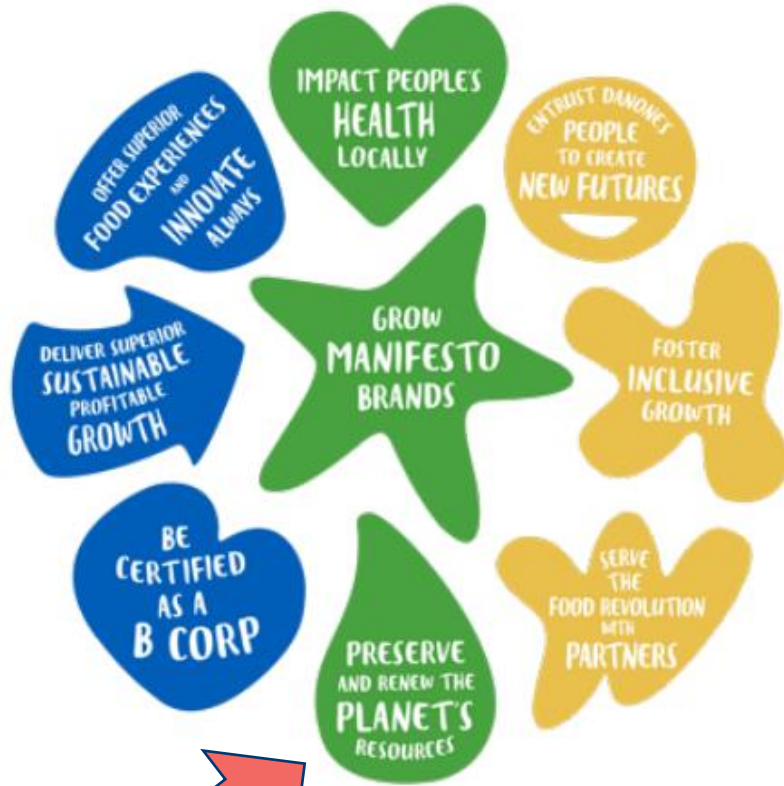 IMPACT PEOPLE'S
HEALTH
LOCALLY
OFFER SUPERIOR
FOOD EXPERIENCES
AND
INNOVATE
ALWAYS
ENTRUST DANONE'S
PEOPLE
TO CREATE
NEW FUTURES
DELIVER SUPERIOR
SUSTAINABLE
PROFITABLE
GROWTH
GROW
MANIFESTO
BRANDS
FOSTER
INCLUSIVE
GROWTH
BE
CERTIFIED
AS A
B CORP
PRESERVE
AND RENEW THE
PLANET'S
RESOURCES
SERVE
THE
FOOD REVOLUTION
WITH
PARTNERS